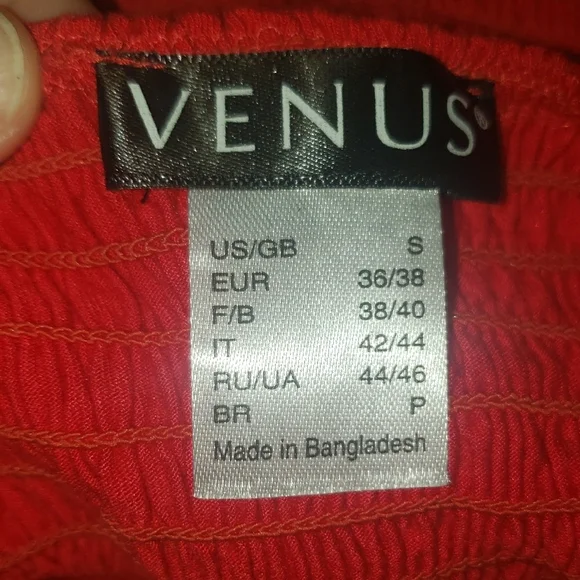 VENUS
US/GB S
EUR 36/38
F/B 38/40
IT 42/44
RU/UA 44/46
BR P
Made in Bangladesh